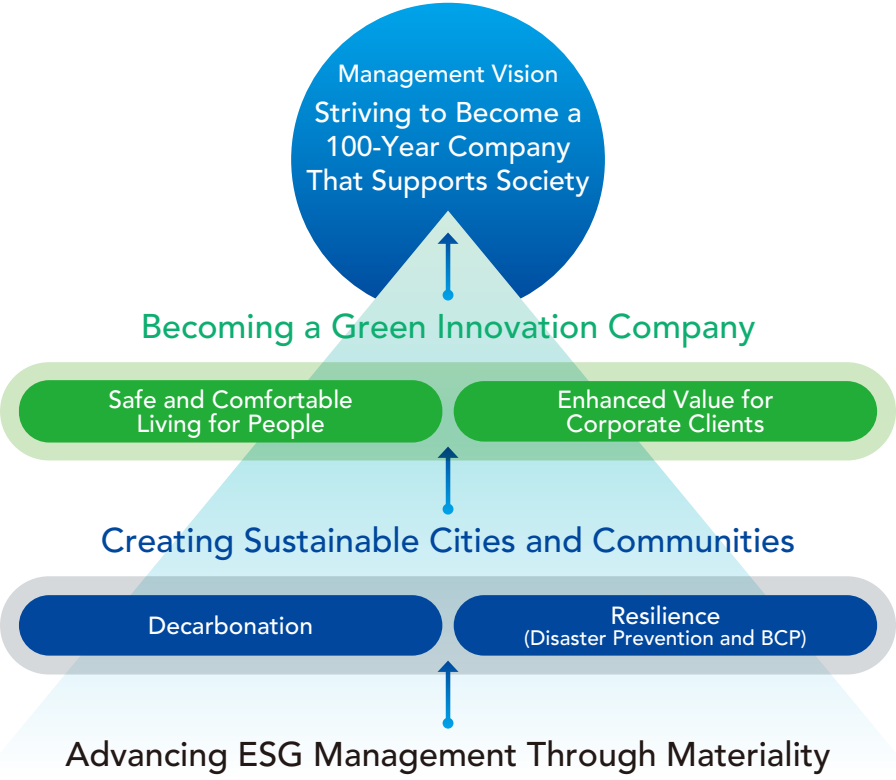 Management Vision
Striving to Become a
100-Year Company
That Supports Society
Becoming a Green Innovation Company
Safe and Comfortable
Living for People
Enhanced Value for
Corporate Clients
Creating Sustainable Cities and Communities
Decarbonation
Resilience
(Disaster Prevention and BCP)
Advancing ESG Management Through Materiality